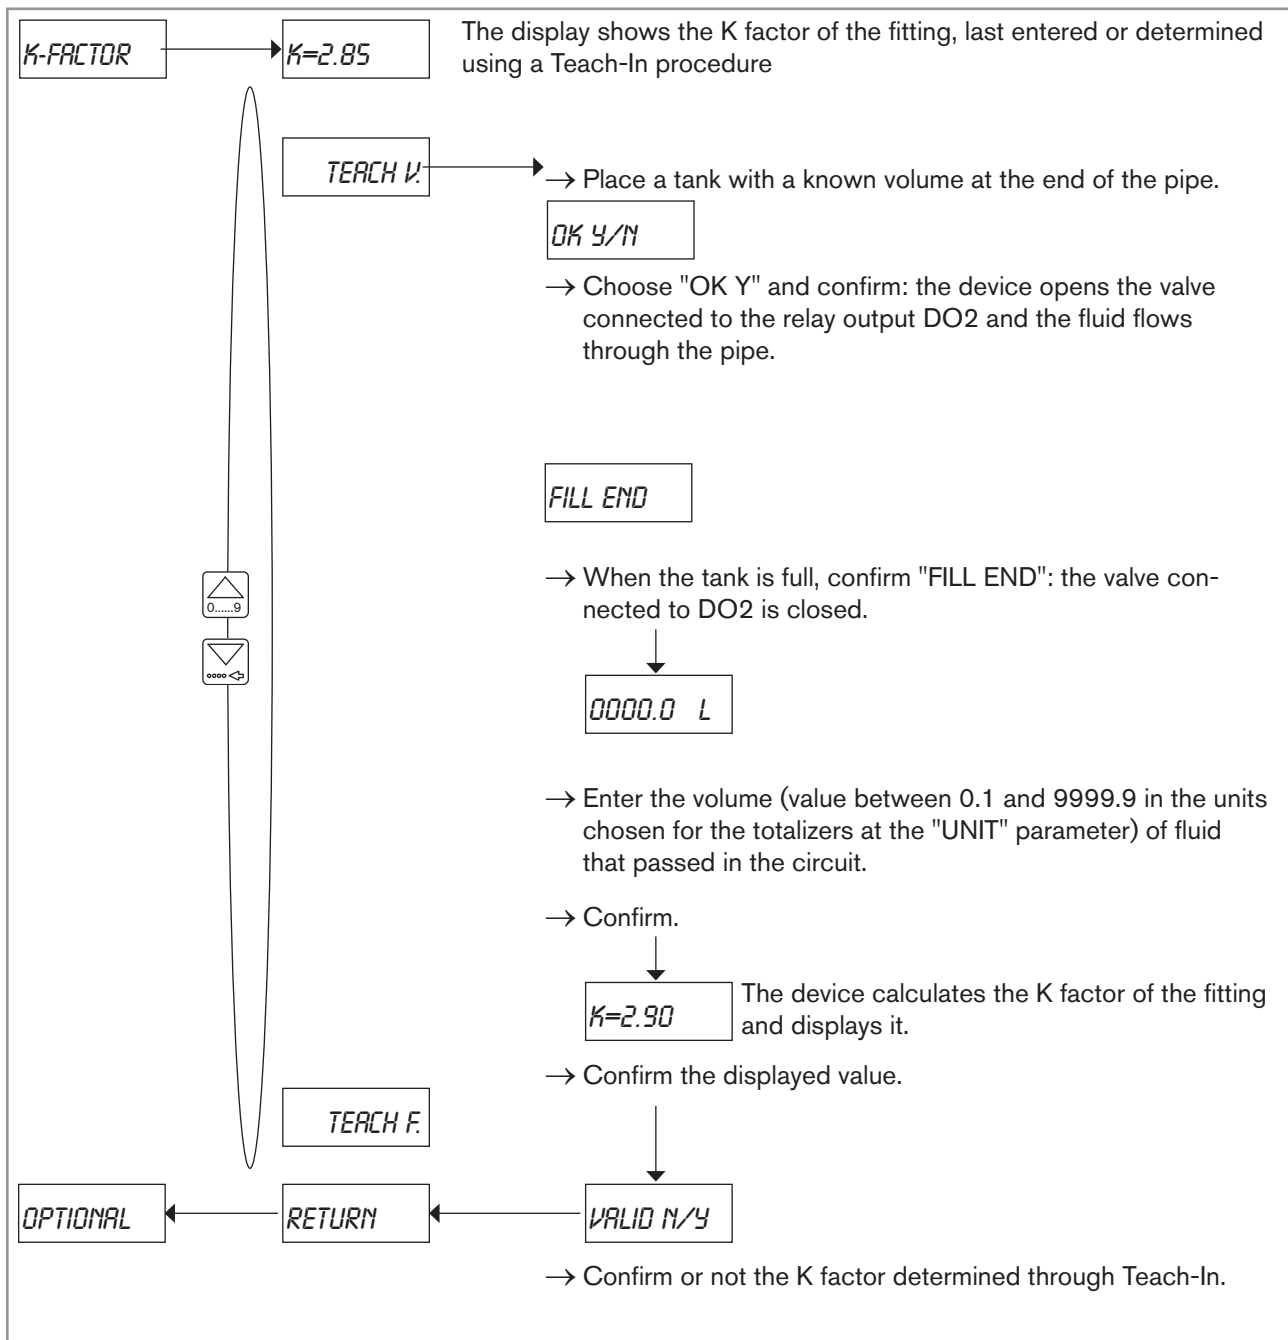 K-FACTOR
K=2.85
The display shows the K factor of the fitting, last entered or determined
using a Teach-In procedure
TEACH V.
→ Place a tank with a known volume at the end of the pipe.
OK Y/N
→ Choose "OK Y" and confirm: the device opens the valve
connected to the relay output DO2 and the fluid flows
through the pipe.
FILL END
→ When the tank is full, confirm "FILL END": the valve con-
nected to DO2 is closed.
0......9
0000.0 L
→ Enter the volume (value between 0.1 and 9999.9 in the units
chosen for the totalizers at the "UNIT" parameter) of fluid
that passed in the circuit.
→ Confirm.
K=2.90
The device calculates the K factor of the fitting
and displays it.
→ Confirm the displayed value.
TEACH F.
OPTIONAL
RETURN
VALID N/Y
→ Confirm or not the K factor determined through Teach-In.